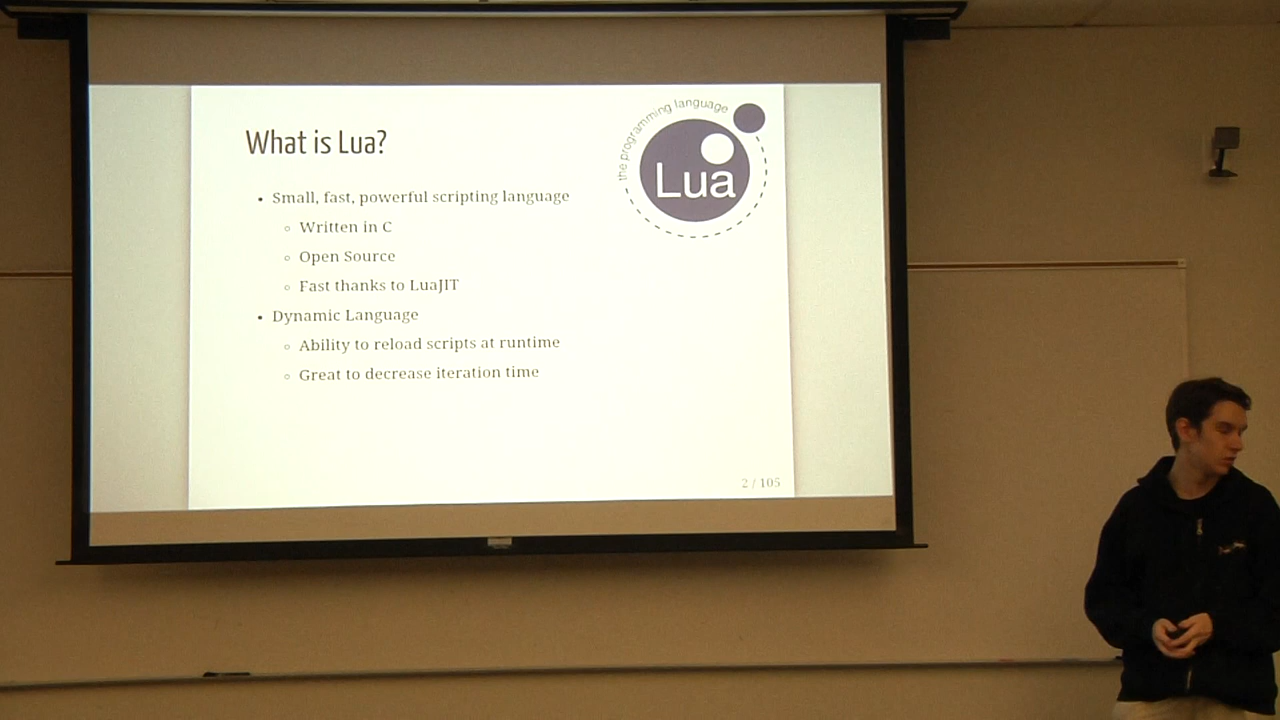 What is Lua?
the programming language
Lua
• Small, fast, powerful scripting language
◦ Written in C
◦ Open Source
◦ Fast thanks to LuaJIT
• Dynamic Language
◦ Ability to reload scripts at runtime
◦ Great to decrease iteration time
2 / 105